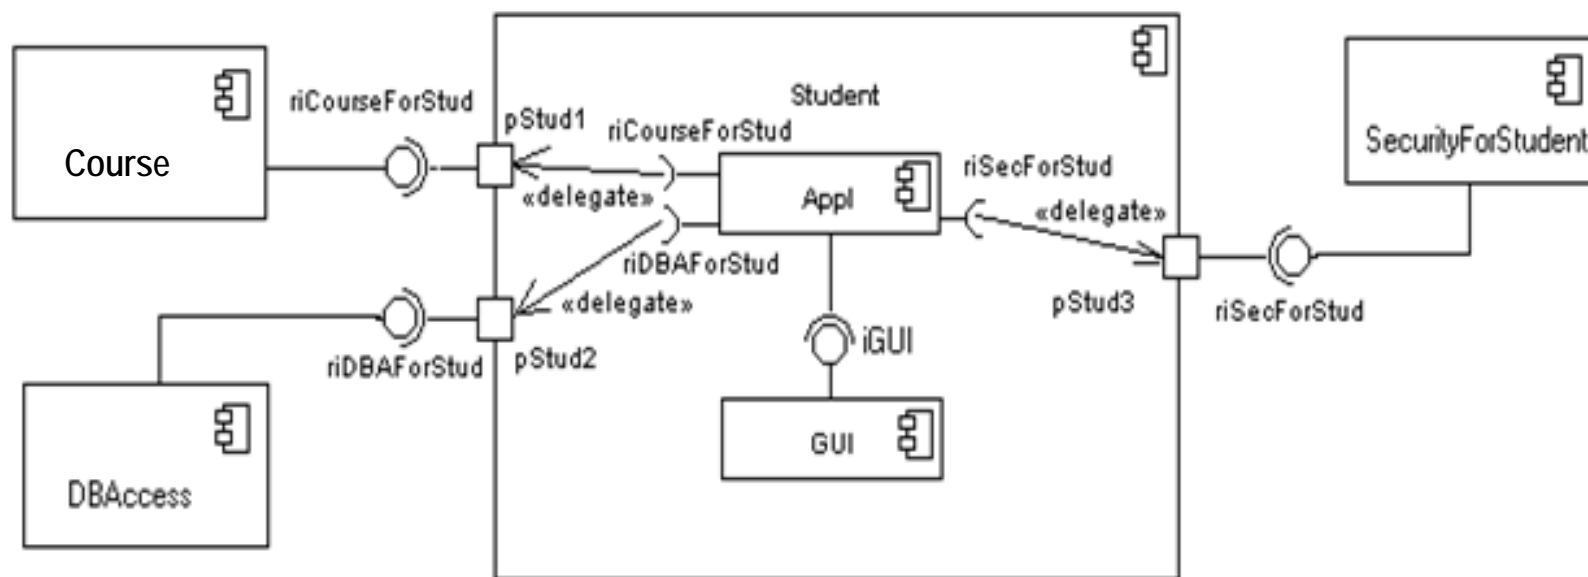 Student
riCourseForStud
pStud1
riCourseForStud
Course
SecurityForStudent
riSecForStud
Appl
«delegate»
«delegate»
riDBAForStud
«delegate»
pStud3
riSecForStud
iGUI
riDBAForStud
pStud2
GUI
DBAccess